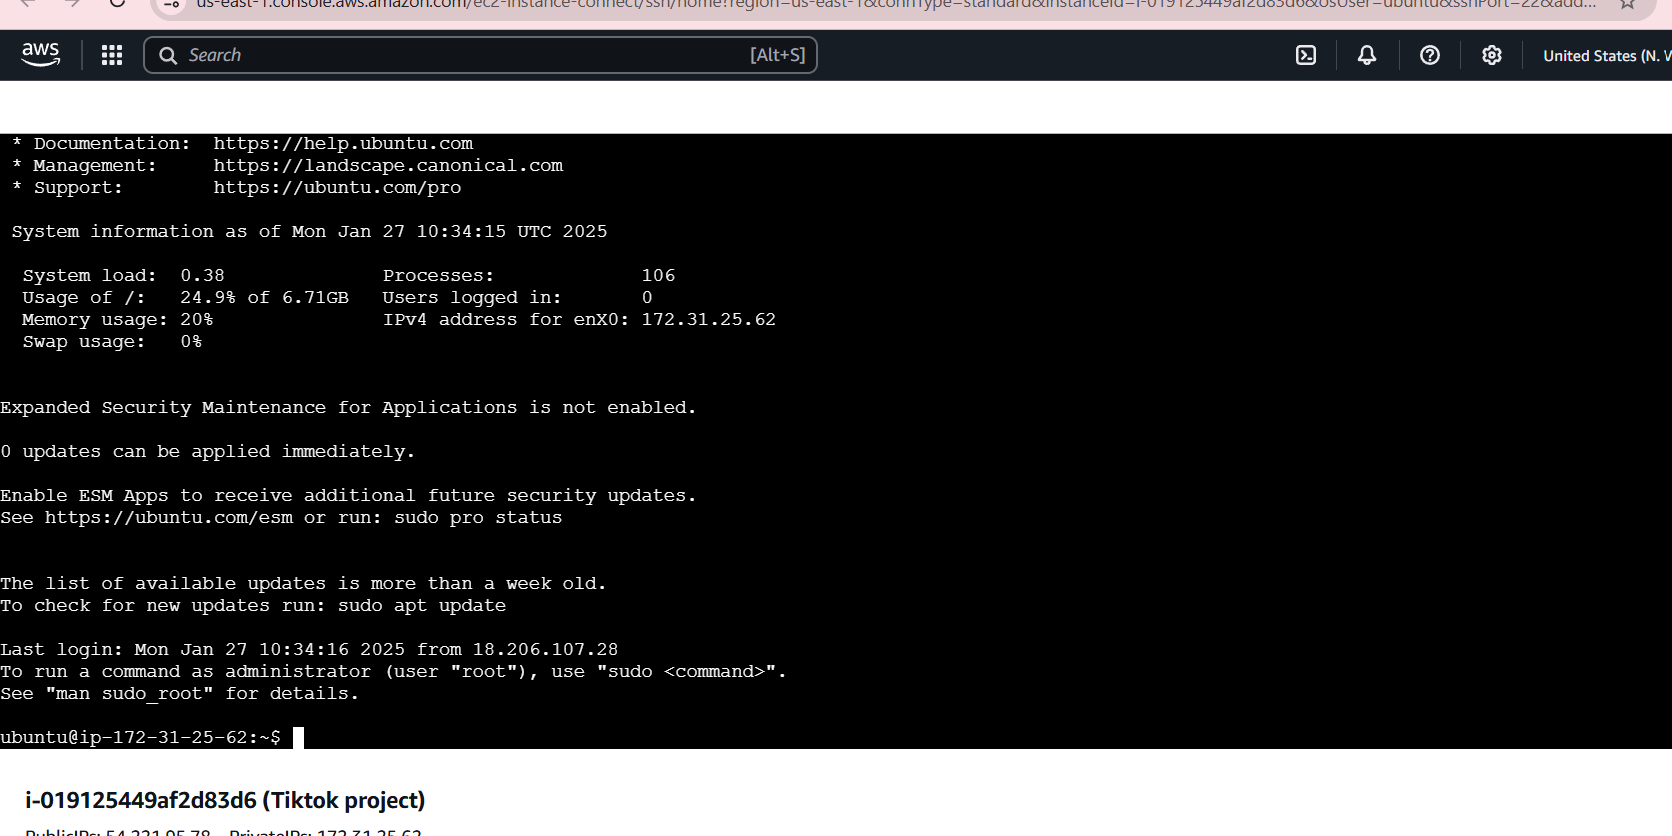 us-east-1.console.aws.amazon.com/ec2-instance-connect/ssh/home?region=us-east-1&connType=standard&instanceId=i-019125449af2d83d6&osUser=ubuntu&sshPort=22&add...
aws
Search [Alt+S]
United States (N. V
* Documentation: https://help.ubuntu.com
* Management: https://landscape.canonical.com
* Support: https://ubuntu.com/pro
System information as of Mon Jan 27 10:34:15 UTC 2025
System load: 0.38 Processes: 106
Usage of /: 24.9% of 6.71GB Users logged in: 0
Memory usage: 20% IPv4 address for enX0: 172.31.25.62
Swap usage: 0%
Expanded Security Maintenance for Applications is not enabled.
0 updates can be applied immediately.
Enable ESM Apps to receive additional future security updates.
See https://ubuntu.com/esm or run: sudo pro status
The list of available updates is more than a week old.
To check for new updates run: sudo apt update
Last login: Mon Jan 27 10:34:16 2025 from 18.206.107.28
To run a command as administrator (user "root"), use "sudo <command>".
See "man sudo_root" for details.
ubuntu@ip-172-31-25-62:~$
i-019125449af2d83d6 (Tiktok project)
PublicIPs: 54.221.95.78 PrivateIPs: 172.31.25.62